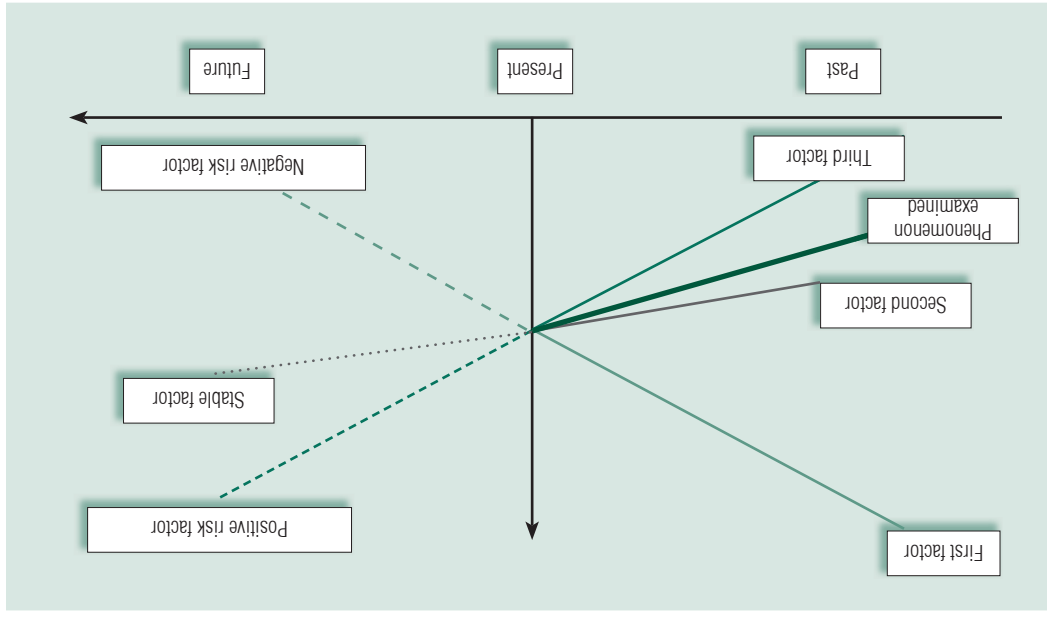 First factor
Positive risk factor
Stable factor
Second factor
Phenomenon
examined
Third factor
Negative risk factor
Past
Present
Future